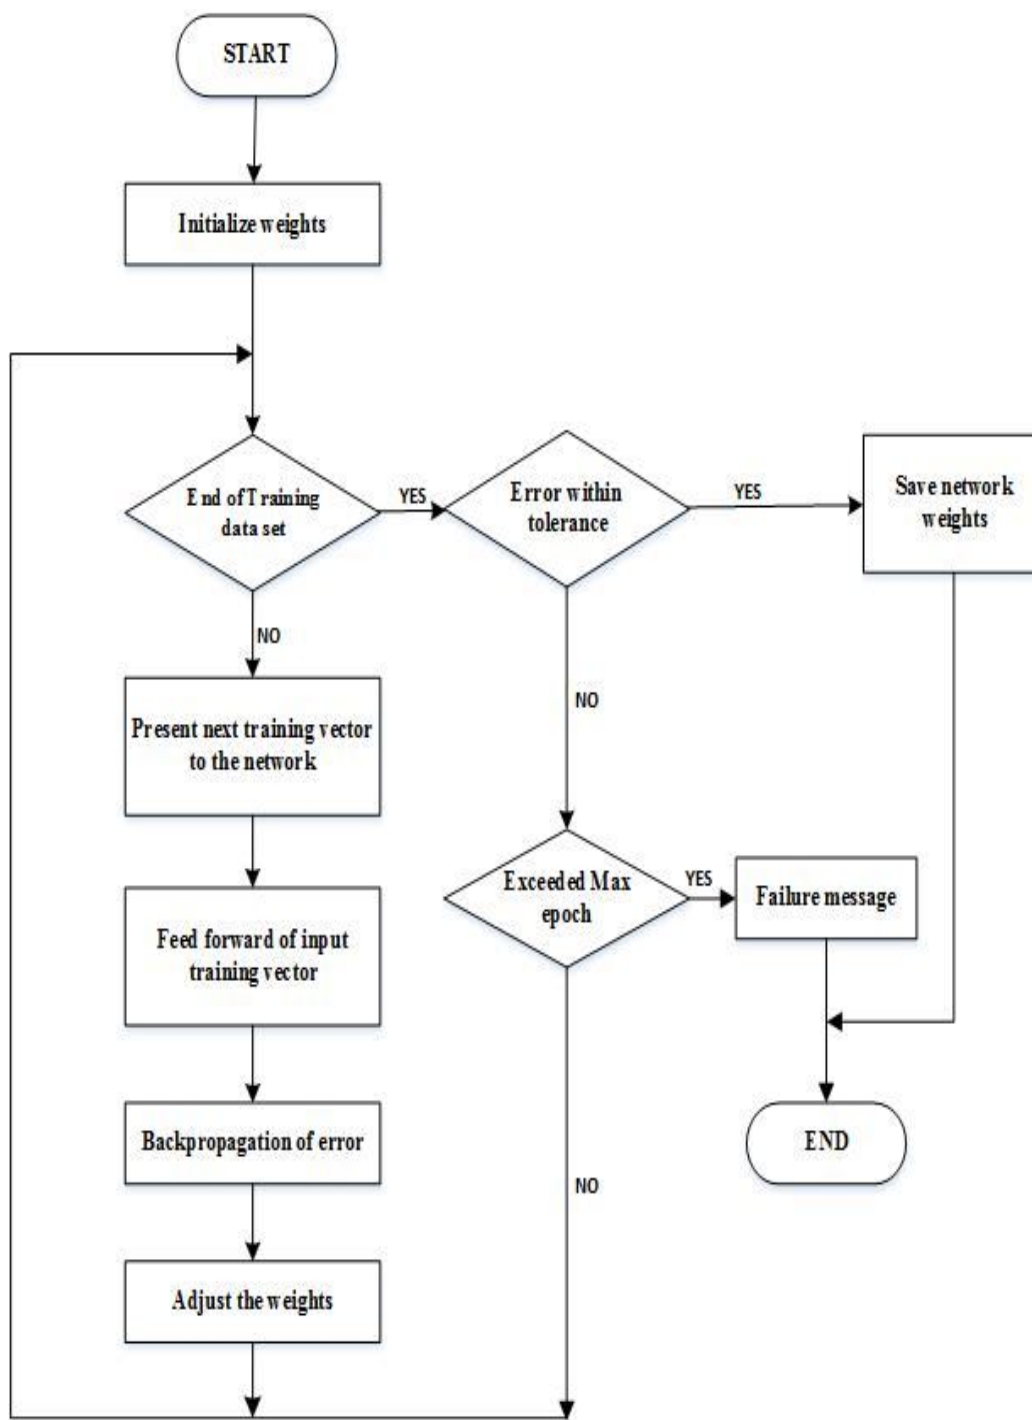 START
Initialize weights
End of Training
data set
YES
Error within
tolerance
YES
Save network
weights
NO
Present next training vector
to the network
NO
Feed forward of input
training vector
Exceeded Max
epoch
YES
Failure message
Backpropagation of error
END
NO
Adjust the weights